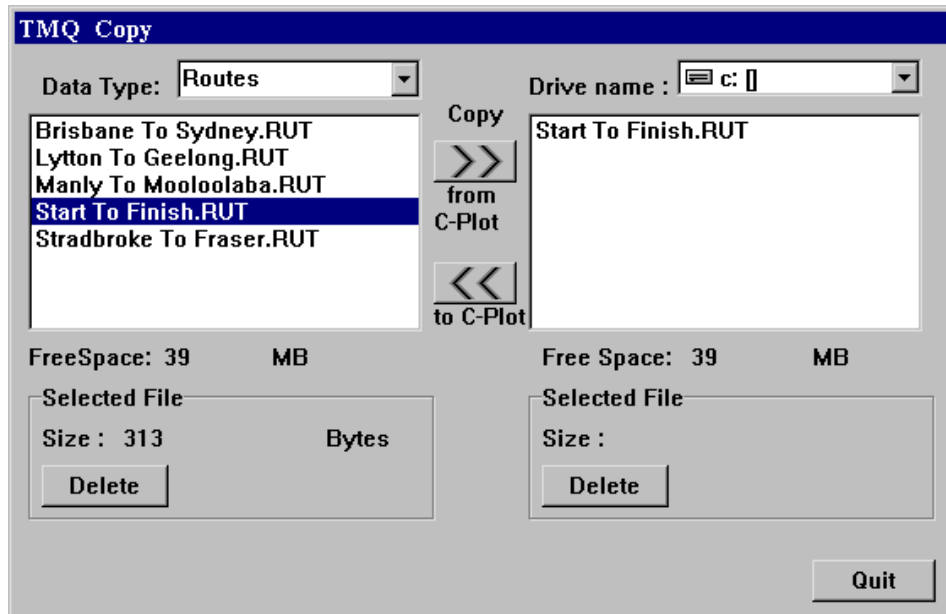 TMQ Copy
Data Type: Routes
Drive name : c: []
Brisbane To Sydney.RUT
Lytton To Geelong.RUT
Manly To Mooloolaba.RUT
Start To Finish.RUT
Stradbroke To Fraser.RUT
Copy
>>
from
C-Plot
<<
to C-Plot
Start To Finish.RUT
FreeSpace: 39 MB
Free Space: 39 MB
Selected File
Size : 313 Bytes
Delete
Selected File
Size :
Delete
Quit